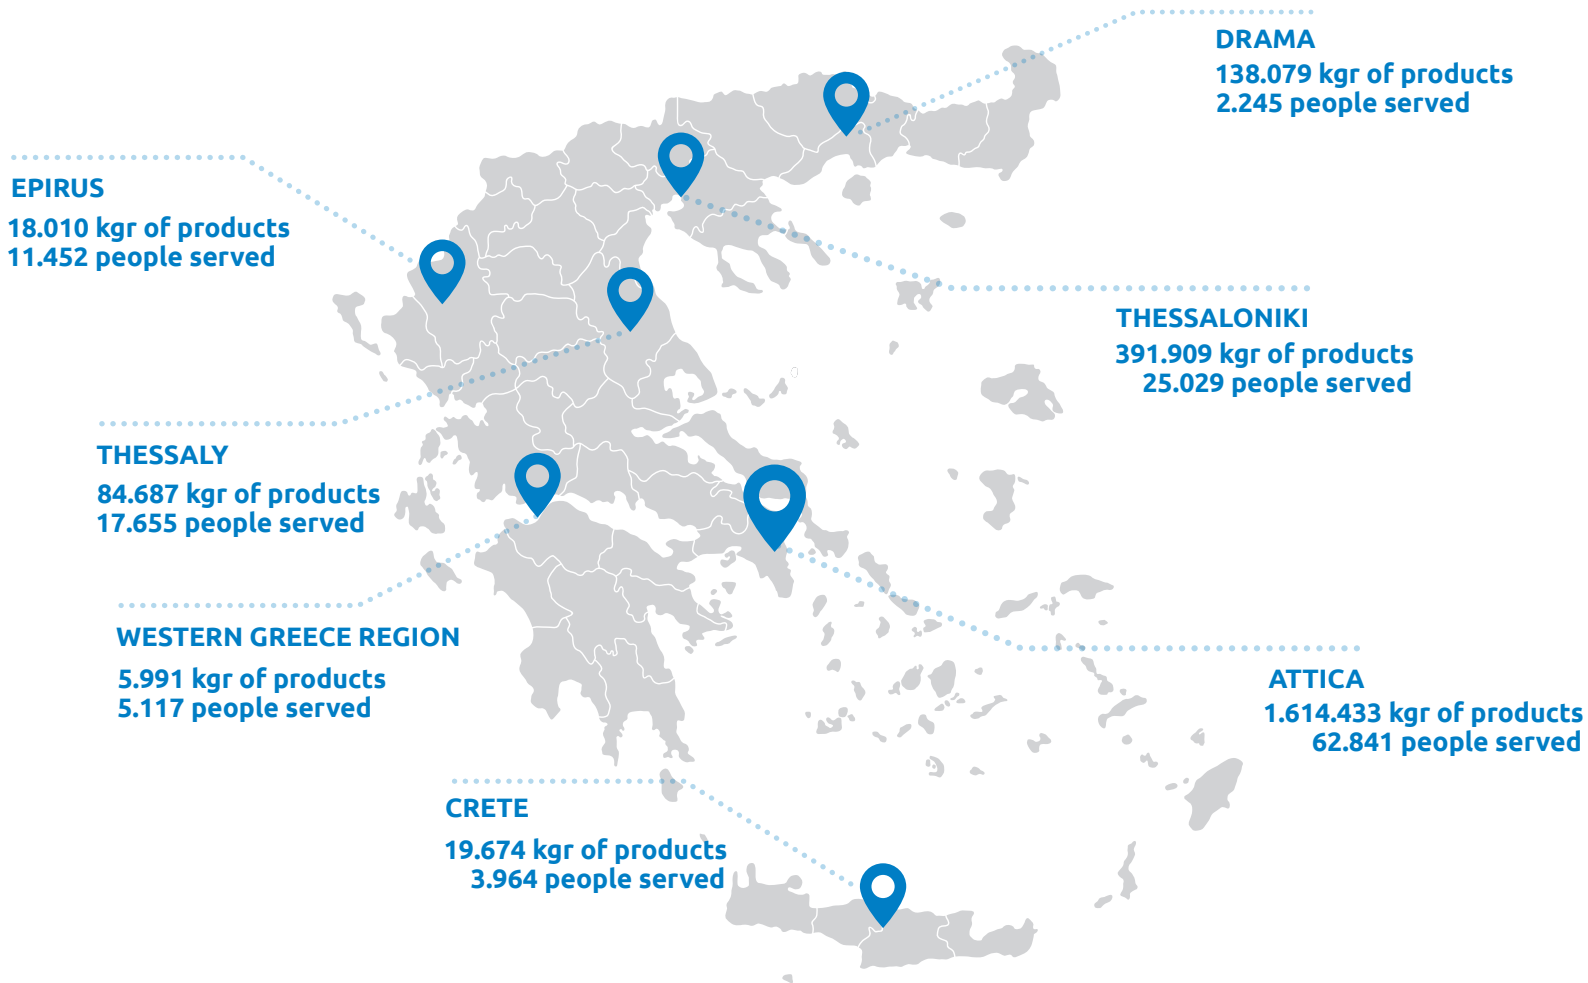 DRAMA
138.079 kgr of products
2.245 people served
EPIRUS
18.010 kgr of products
11.452 people served
THESSALONIKI
391.909 kgr of products
25.029 people served
THESSALY
84.687 kgr of products
17.655 people served
WESTERN GREECE REGION
5.991 kgr of products
5.117 people served
ATTICA
1.614.433 kgr of products
62.841 people served
CRETE
19.674 kgr of products
3.964 people served